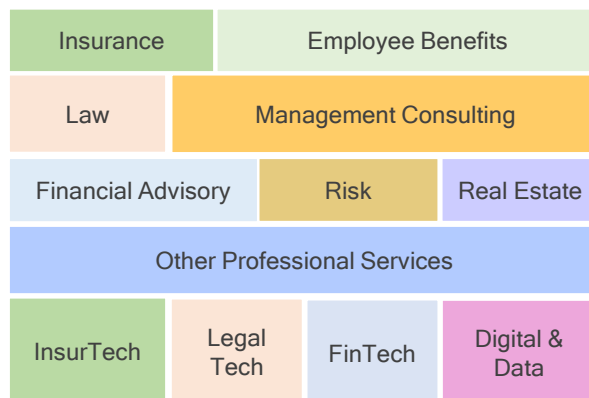 Insurance
Employee Benefits
Law
Management Consulting
Financial Advisory
Risk
Real Estate
Other Professional Services
InsurTech
Legal
Tech
FinTech
Digital &
Data